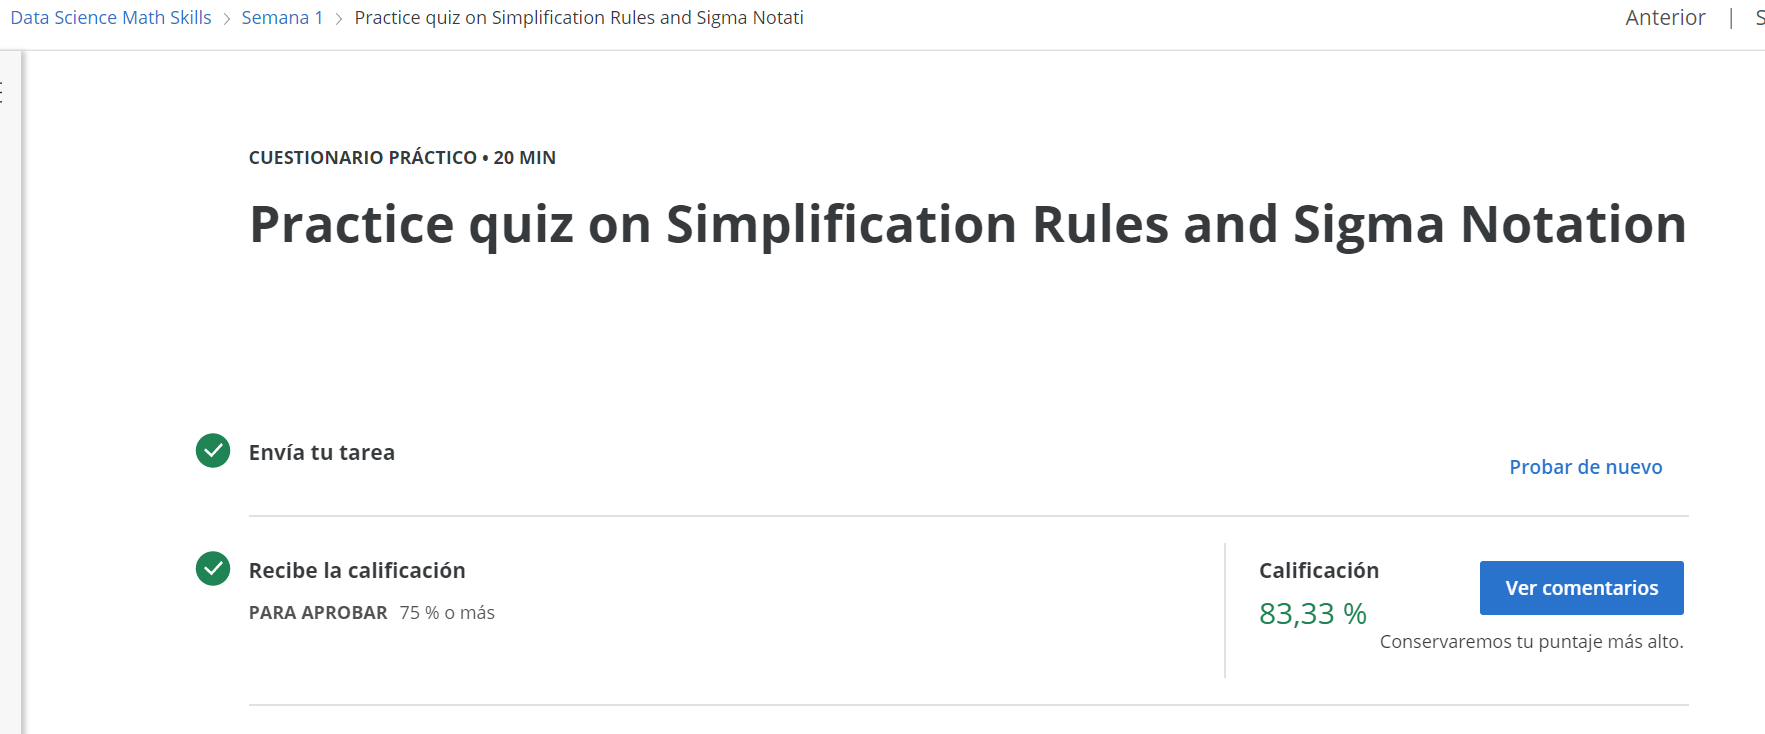 Data Science Math Skills > Semana 1 > Practice quiz on Simplification Rules and Sigma Notati
Anterior |
CUESTIONARIO PRÁCTICO • 20 MIN
Practice quiz on Simplification Rules and Sigma Notation
Envía tu tarea
Probar de nuevo
Recibe la calificación
PARA APROBAR 75 % o más
Calificación
83,33 %
Ver comentarios
Conservaremos tu puntaje más alto.